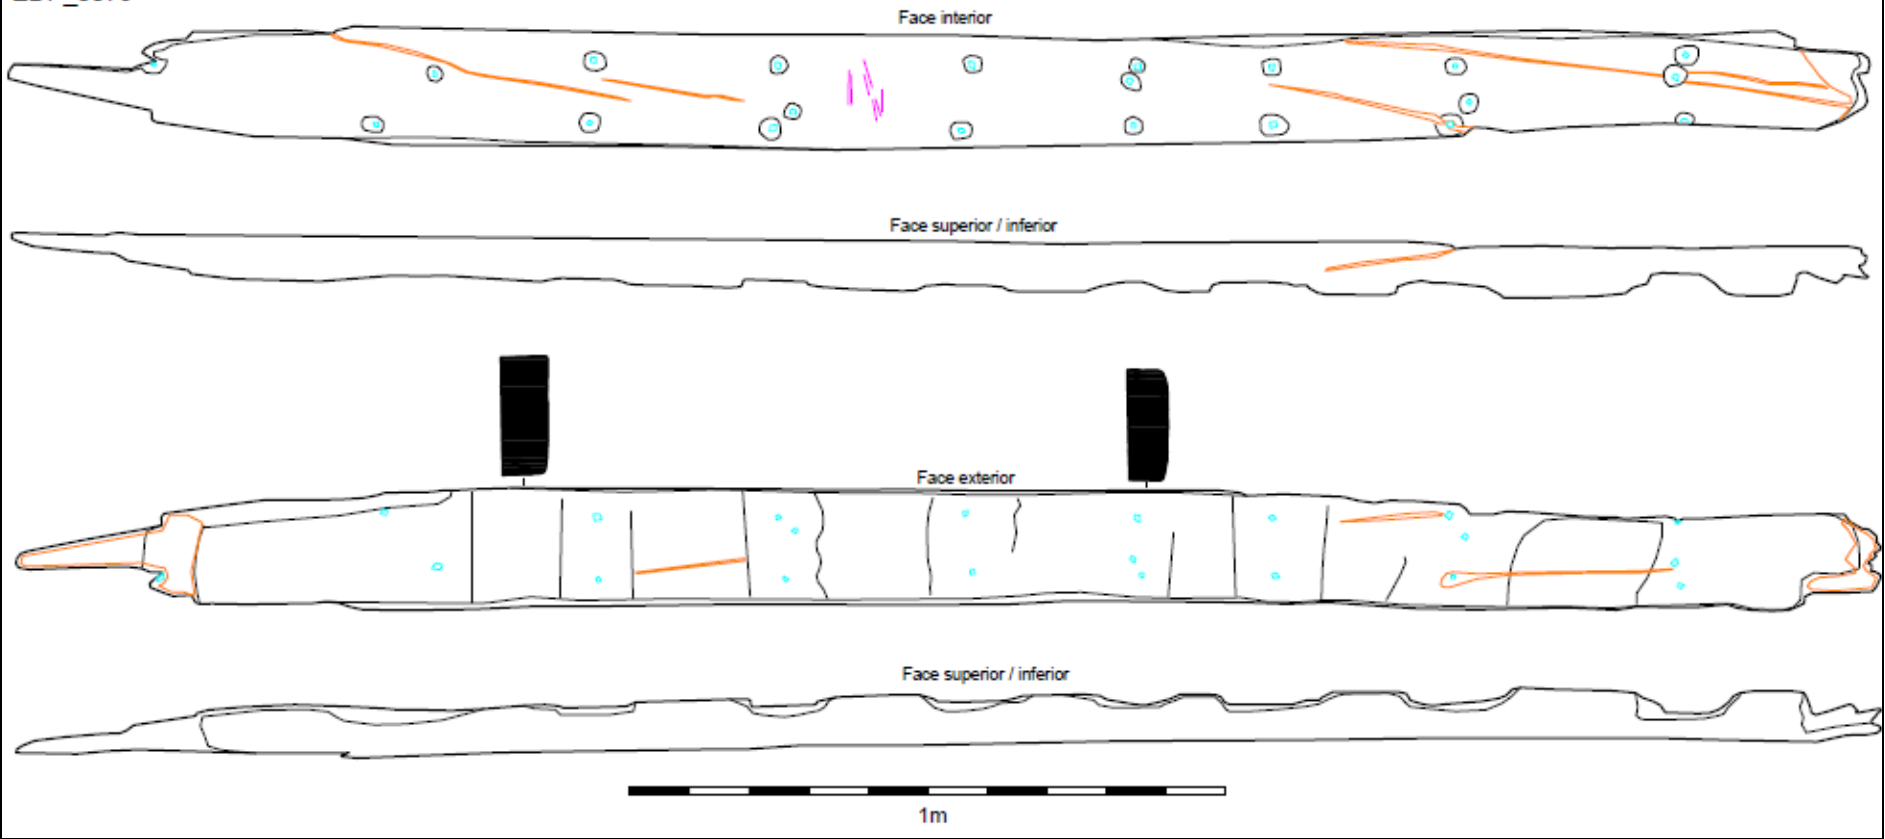 Face interior
Face superior / inferior
Face exterior
Face superior / inferior
1m